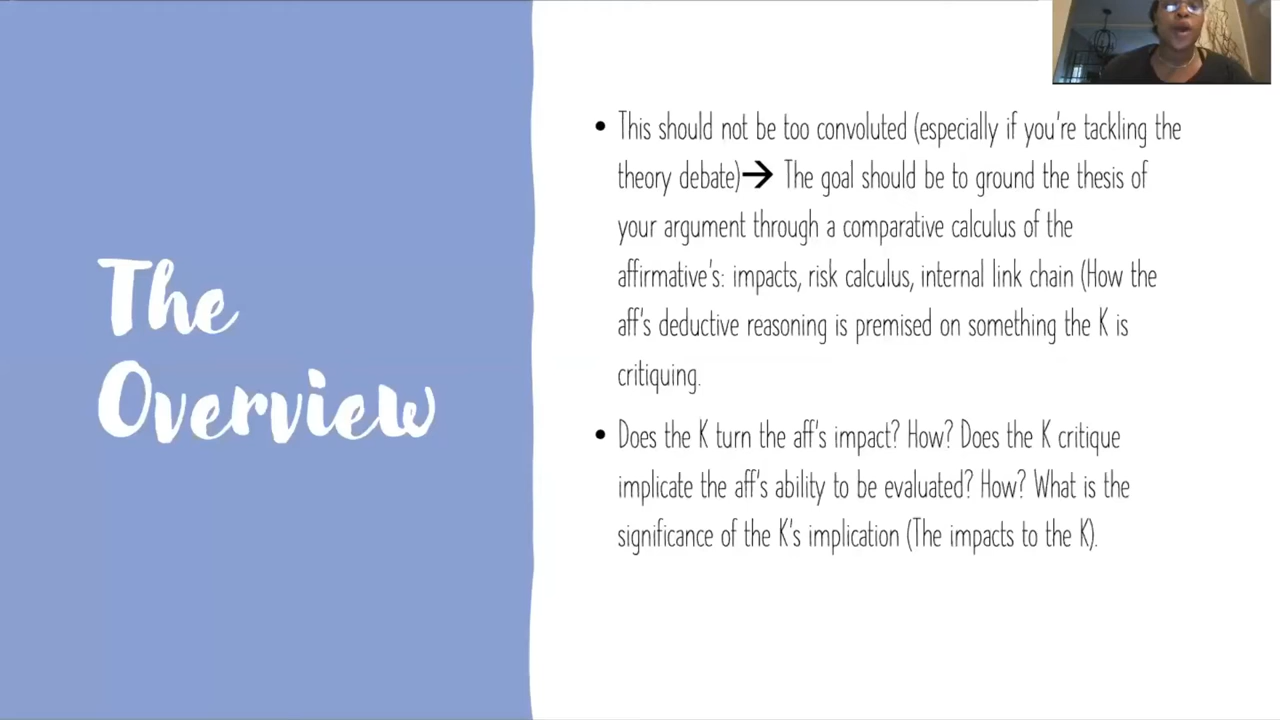 The
Overview
• This should not be too convoluted (especially if you're tackling the
theory debate)→ The goal should be to ground the thesis of
your argument through a comparative calculus of the
affirmative's: impacts, risk calculus, internal link chain (How the
aff's deductive reasoning is premised on something the K is
critiquing.
• Does the K turn the aff's impact? How? Does the K critique
implicate the aff's ability to be evaluated? How? What is the
significance of the K's implication (The impacts to the K).